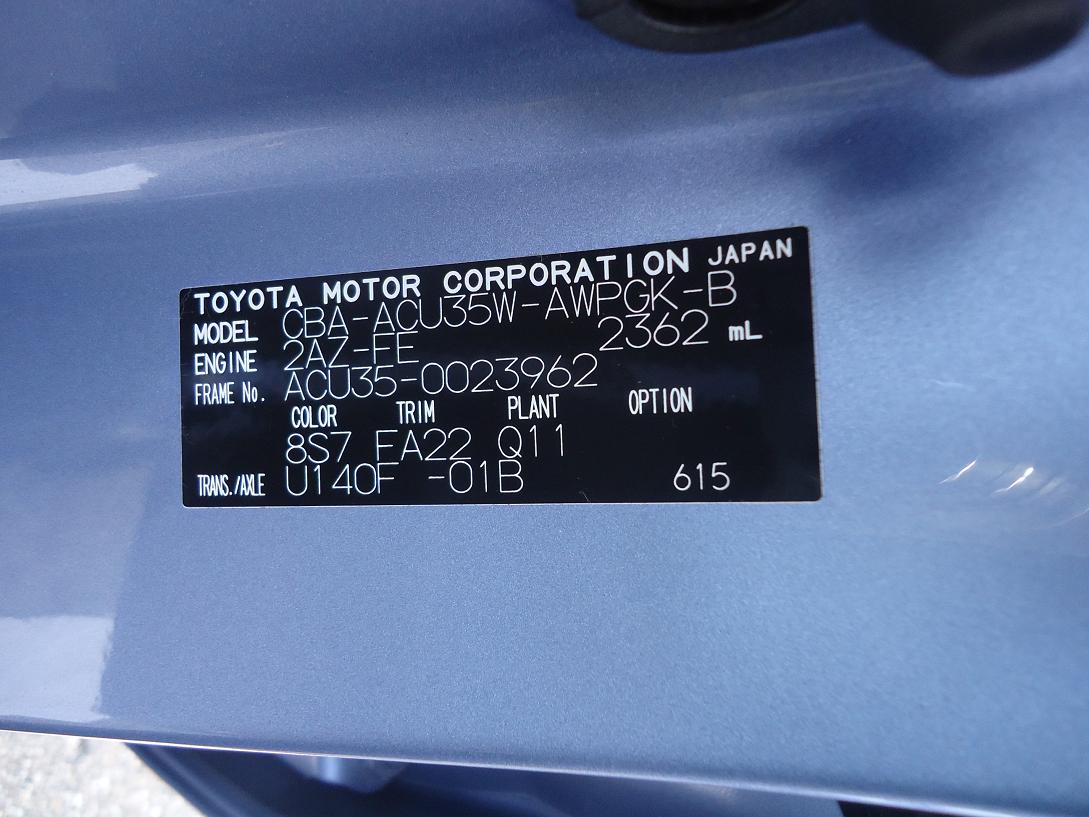 TOYOTA MOTOR CORPORATION JAPAN
MODEL CBA-ACU35W-AWPGK-B
ENGINE 2AZ-FE 2362 mL
FRAME No. ACU35-0023962
COLOR TRIM PLANT OPTION
8S7 FA22 Q11
TRANS./AXLE U140F -01B 615